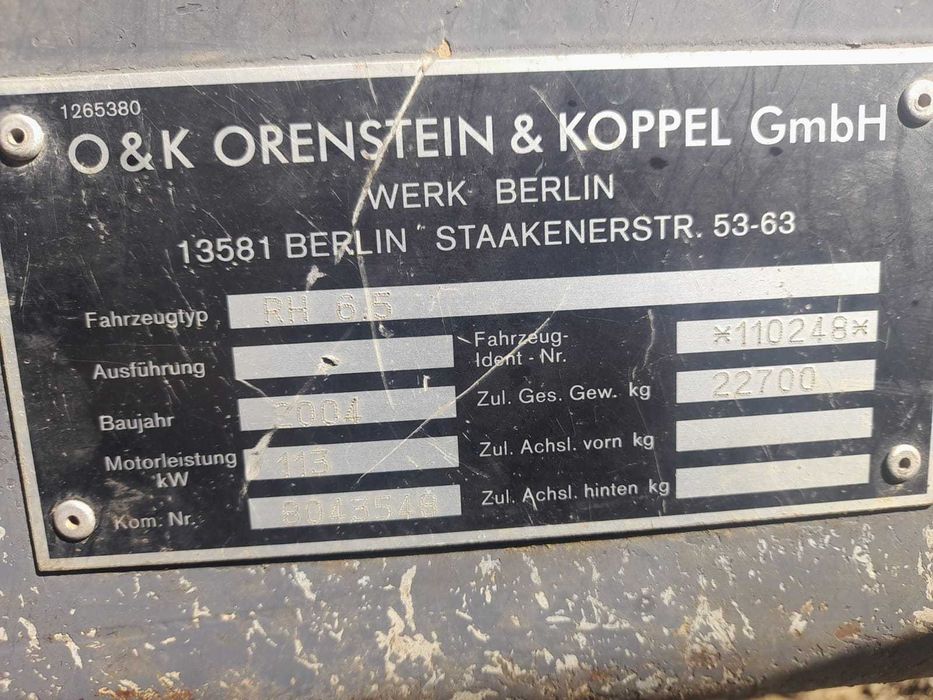 1265380
O & K ORENSTEIN & KOPPEL GmbH
WERK BERLIN
13581 BERLIN STAAKENERSTR. 53-63
Fahrzeugtyp RH 6.5
Ausführung
Fahrzeug-
Ident - Nr. *110248*
Baujahr 2004
Zul. Ges. Gew. kg 22700
Motorleistung
kW 113
Zul. Achsl. vorn kg
Kom. Nr. 8043548
Zul. Achsl. hinten kg